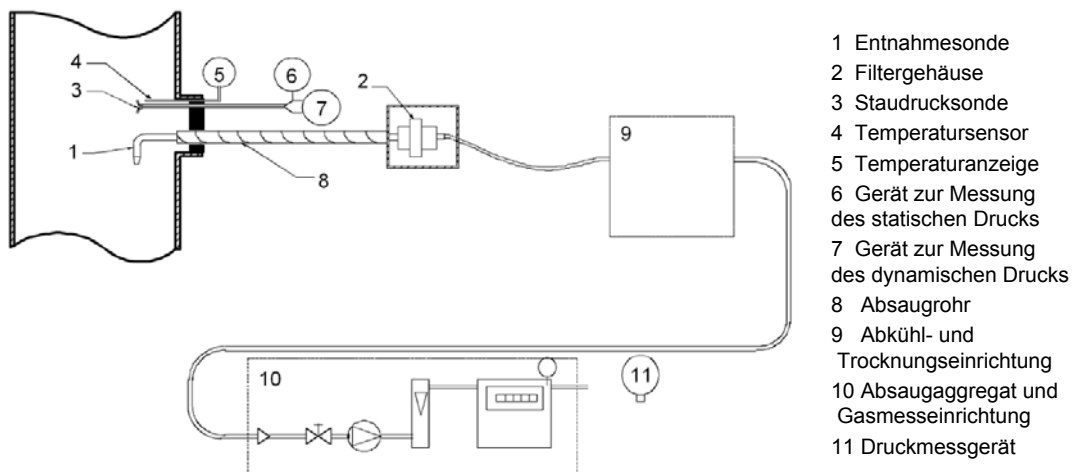 4
3
5
6
7
1
8
2
9
10
11
1 Entnahmesonde
2 Filtergehäuse
3 Staudrucksonde
4 Temperatursensor
5 Temperaturanzeige
6 Gerät zur Messung
des statischen Drucks
7 Gerät zur Messung
des dynamischen Drucks
8 Absaugrohr
9 Abkühl- und
Trocknungseinrichtung
10 Absaugaggregat und
Gasmesseinrichtung
11 Druckmessgerät